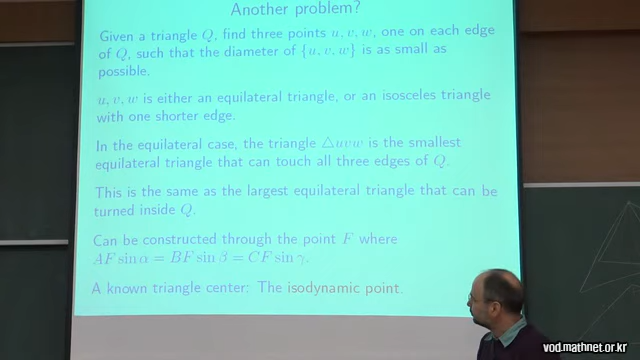 Another problem?
Given a triangle Q, find three points u, v, w, one on each edge
of Q, such that the diameter of {u, v, w} is as small as
possible.
u, v, w is either an equilateral triangle, or an isosceles triangle
with one shorter edge.
In the equilateral case, the triangle △uvw is the smallest
equilateral triangle that can touch all three edges of Q.
This is the same as the largest equilateral triangle that can be
turned inside Q.
Can be constructed through the point F where
AF sin α = BF sin β = CF sin γ.
A known triangle center: The isodynamic point.
vod.mathnet.or.kr